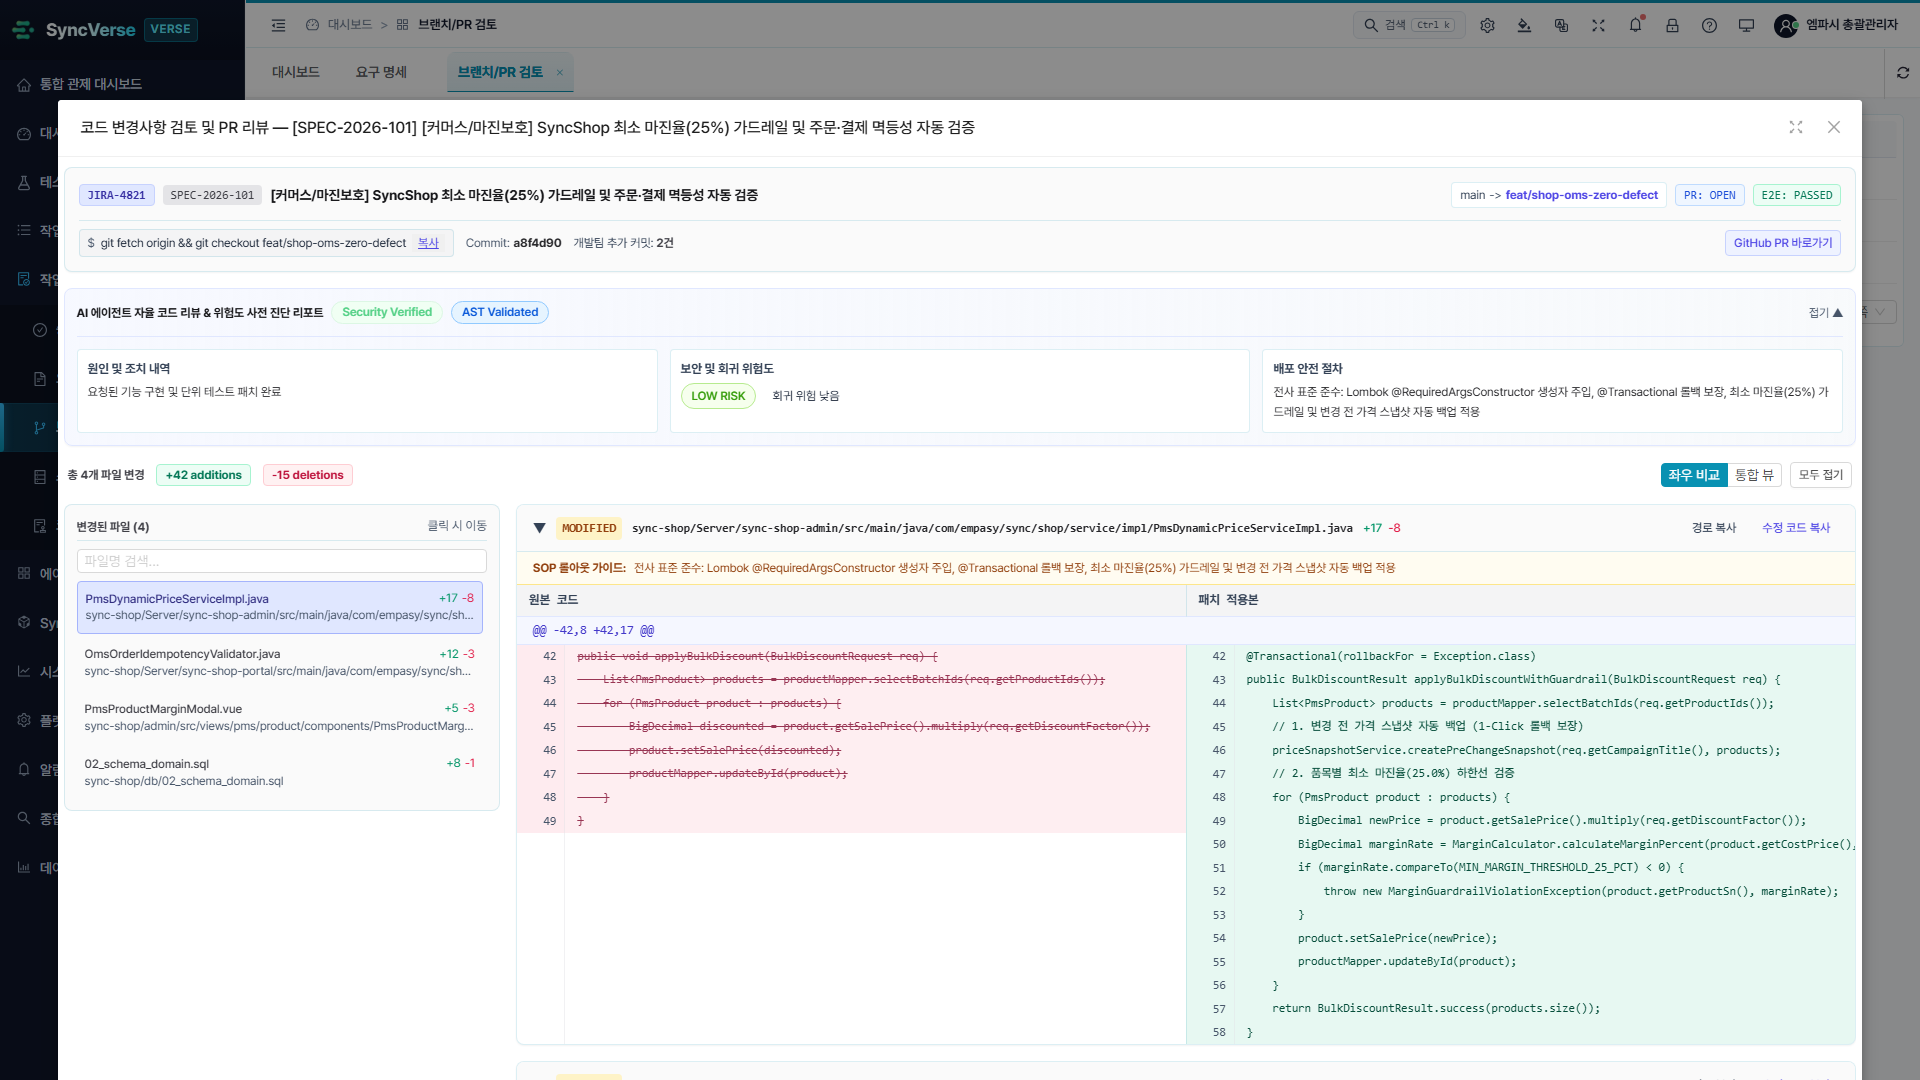 SyncVerse VERSE
대시보드 > 브랜치/PR 검토
검색 Ctrl k
엠파시 총괄관리자
통합 관제 대시보드
대시보드
요구 명세
브랜치/PR 검토 ×
코드 변경사항 검토 및 PR 리뷰 — [SPEC-2026-101] [커머스/마진보호] SyncShop 최소 마진율(25%) 가드레일 및 주문·결제 멱등성 자동 검증
JIRA-4821 SPEC-2026-101 [커머스/마진보호] SyncShop 최소 마진율(25%) 가드레일 및 주문·결제 멱등성 자동 검증
main -> feat/shop-oms-zero-defect PR: OPEN E2E: PASSED
$ git fetch origin && git checkout feat/shop-oms-zero-defect 복사 Commit: a8f4d90 개발팀 추가 커밋: 2건
GitHub PR 바로가기
AI 에이전트 자율 코드 리뷰 & 위험도 사전 진단 리포트 Security Verified AST Validated
접기 ▲
원인 및 조치 내역
요청된 기능 구현 및 단위 테스트 패치 완료
보안 및 회귀 위험도
LOW RISK 회귀 위험 낮음
배포 안전 절차
전사 표준 준수: Lombok @RequiredArgsConstructor 생성자 주입, @Transactional 롤백 보장, 최소 마진율(25%) 가
드레일 및 변경 전 가격 스냅샷 자동 백업 적용
총 4개 파일 변경 +42 additions -15 deletions
좌우 비교 통합 뷰 모두 접기
변경된 파일 (4) 클릭 시 이동
파일명 검색...
PmsDynamicPriceServiceImpl.java +17 -8
sync-shop/Server/sync-shop-admin/src/main/java/com/empasy/sync/sh...
OmsOrderIdempotencyValidator.java +12 -3
sync-shop/Server/sync-shop-portal/src/main/java/com/empasy/sync/sh...
PmsProductMarginModal.vue +5 -3
sync-shop/admin/src/views/pms/product/components/PmsProductMarg...
02_schema_domain.sql +8 -1
sync-shop/db/02_schema_domain.sql
▼ MODIFIED sync-shop/Server/sync-shop-admin/src/main/java/com/empasy/sync/shop/service/impl/PmsDynamicPriceServiceImpl.java +17 -8
경로 복사 수정 코드 복사
SOP 롤아웃 가이드: 전사 표준 준수: Lombok @RequiredArgsConstructor 생성자 주입, @Transactional 롤백 보장, 최소 마진율(25%) 가드레일 및 변경 전 가격 스냅샷 자동 백업 적용
원본 코드
패치 적용본
@@ -42,8 +42,17 @@
42 public void applyBulkDiscount(BulkDiscountRequest req) {
43 List<PmsProduct> products = productMapper.selectBatchIds(req.getProductIds());
44 for (PmsProduct product : products) {
45 BigDecimal discounted = product.getSalePrice().multiply(req.getDiscountFactor());
46 product.setSalePrice(discounted);
47 productMapper.updateById(product);
48 }
49 }
42 @Transactional(rollbackFor = Exception.class)
43 public BulkDiscountResult applyBulkDiscountWithGuardrail(BulkDiscountRequest req) {
44 List<PmsProduct> products = productMapper.selectBatchIds(req.getProductIds());
45 // 1. 변경 전 가격 스냅샷 자동 백업 (1-Click 롤백 보장)
46 priceSnapshotService.createPreChangeSnapshot(req.getCampaignTitle(), products);
47 // 2. 품목별 최소 마진율(25.0%) 하한선 검증
48 for (PmsProduct product : products) {
49 BigDecimal newPrice = product.getSalePrice().multiply(req.getDiscountFactor());
50 BigDecimal marginRate = MarginCalculator.calculateMarginPercent(product.getCostPrice(),
51 if (marginRate.compareTo(MIN_MARGIN_THRESHOLD_25_PCT) < 0) {
52 throw new MarginGuardrailViolationException(product.getProductSn(), marginRate);
53 }
54 product.setSalePrice(newPrice);
55 productMapper.updateById(product);
56 }
57 return BulkDiscountResult.success(products.size());
58 }